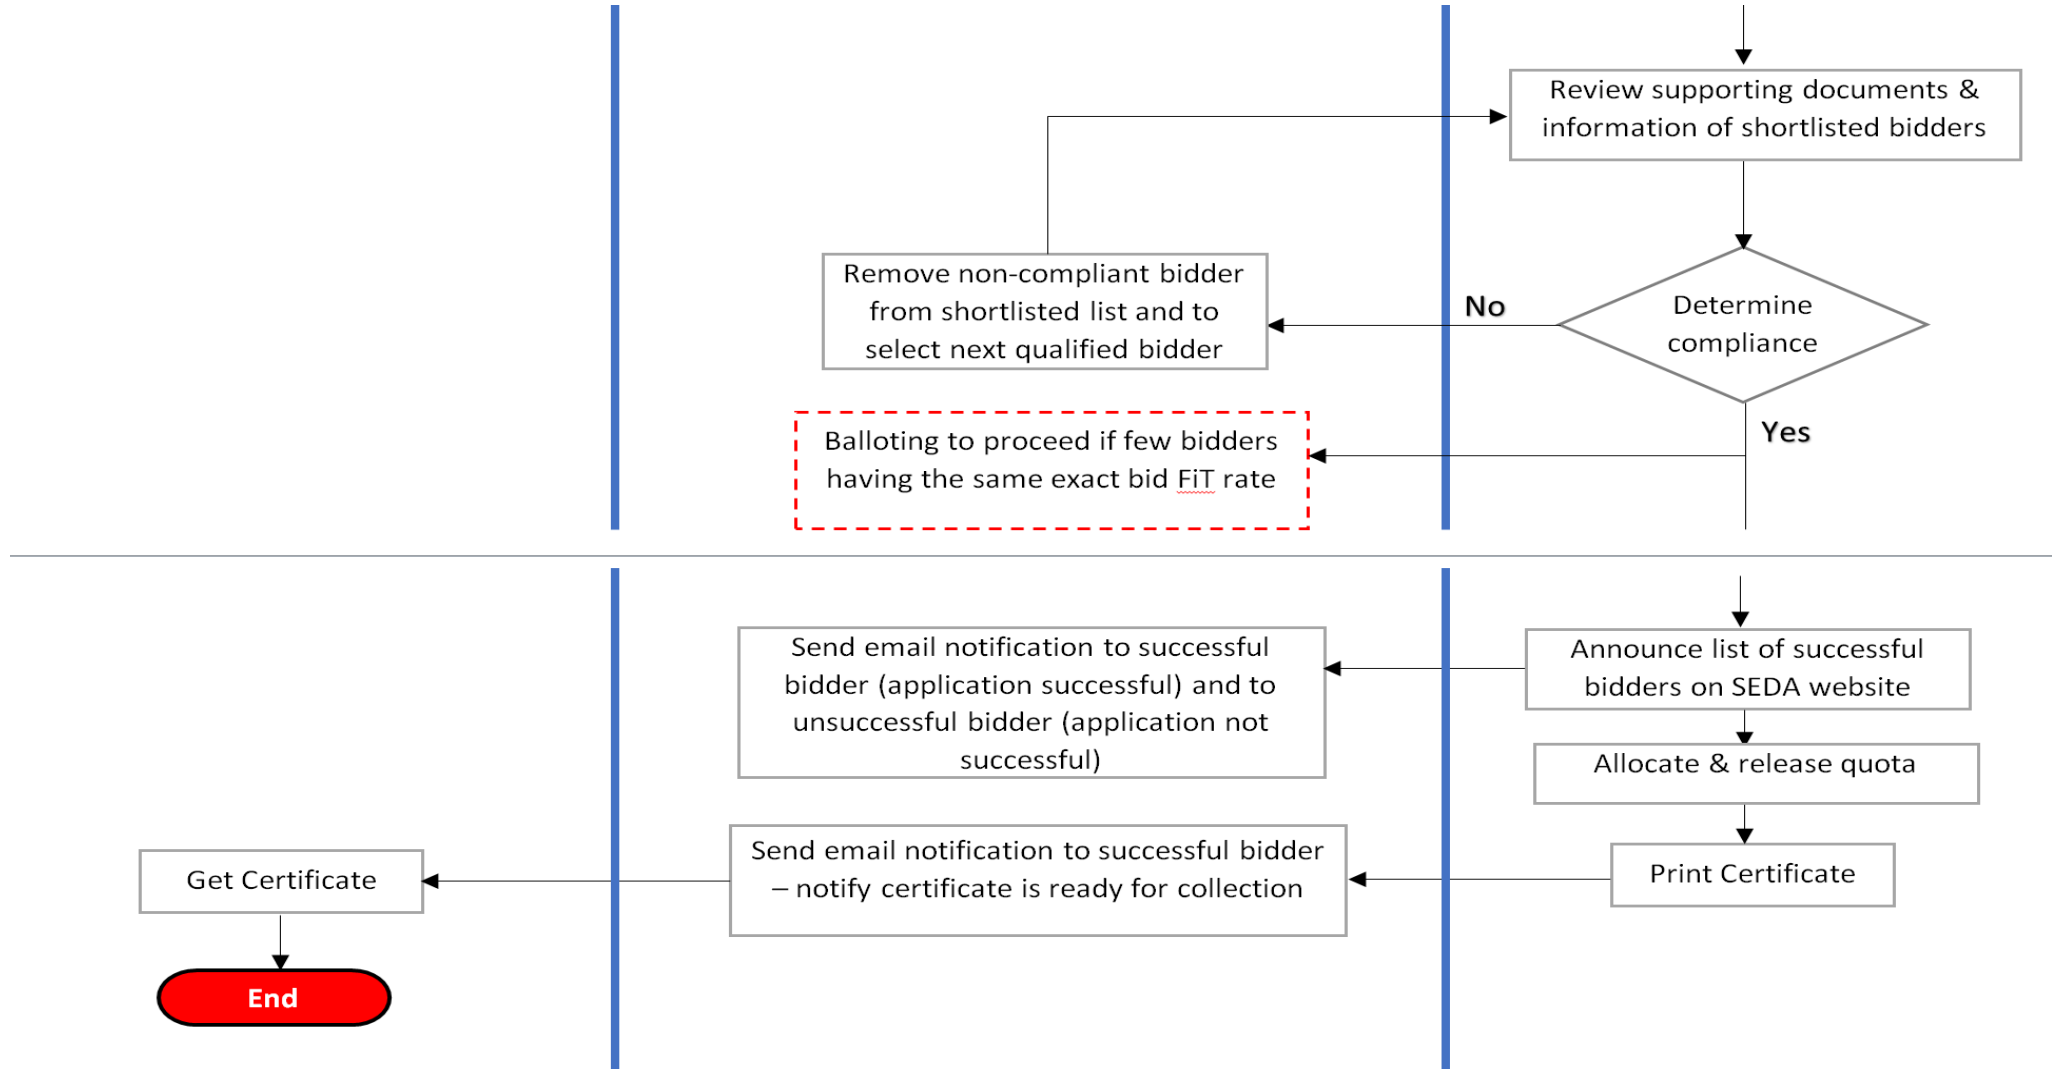 Review supporting documents &
information of shortlisted bidders
Remove non-compliant bidder
from shortlisted list and to
select next qualified bidder
No
Determine
compliance
Yes
Balloting to proceed if few bidders
having the same exact bid FiT rate
Announce list of successful
bidders on SEDA website
Send email notification to successful
bidder (application successful) and to
unsuccessful bidder (application not
successful)
Allocate & release quota
Print Certificate
Send email notification to successful bidder
– notify certificate is ready for collection
Get Certificate
End